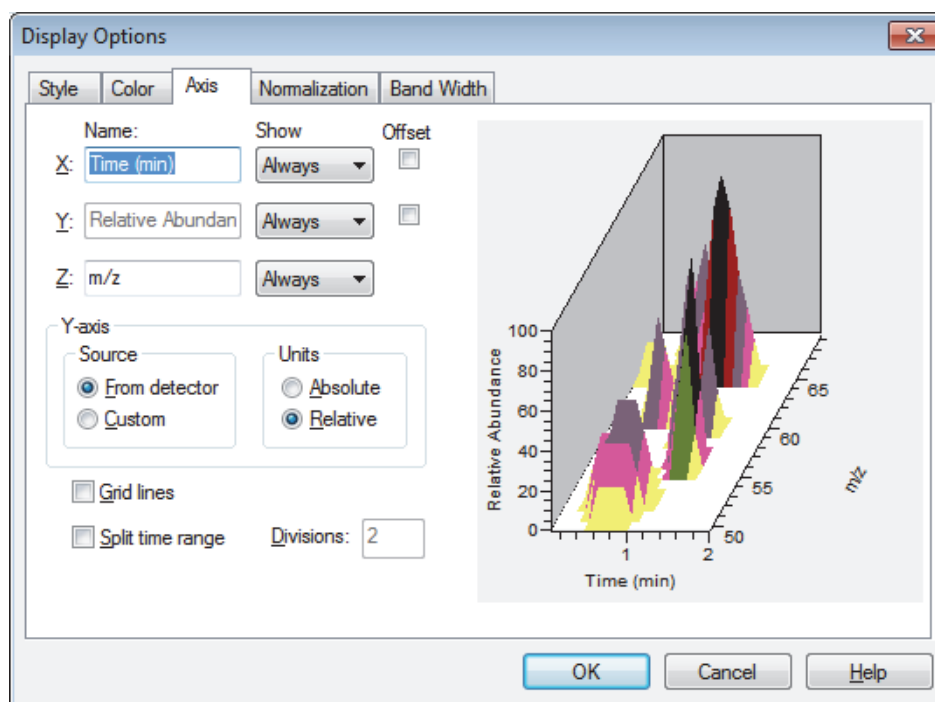 Display Options
Style Color Axis Normalization Band Width
Name: Show Offset
X: Time (min) Always
Y: Relative Abundan Always
Z: m/z Always
Y-axis
Source Units
From detector Absolute
Custom Relative
Grid lines
Split time range Divisions: 2
100
80
60
40
20
0
Relative Abundance
1 2
Time (min)
50
55
60
65
m/z
OK Cancel Help